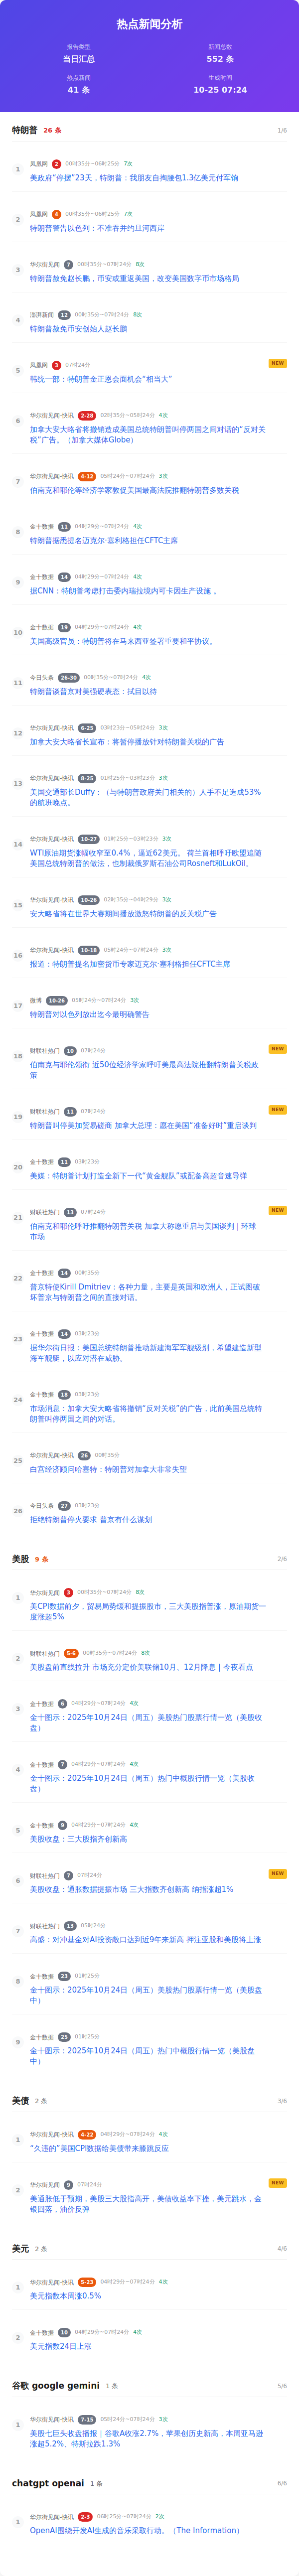 热点新闻分析
报告类型
当日汇总
新闻总数
552 条
热点新闻
41 条
生成时间
10-25 07:24
特朗普 26 条 1/6
1 凤凰网 2 00时35分~06时25分 7次
美政府“停摆”23天，特朗普：我朋友自掏腰包1.3亿美元付军饷
2 凤凰网 4 00时35分~06时25分 7次
特朗普警告以色列：不准吞并约旦河西岸
3 华尔街见闻 7 00时35分~07时24分 8次
特朗普赦免赵长鹏，币安或重返美国，改变美国数字币市场格局
4 澎湃新闻 12 00时35分~07时24分 8次
特朗普赦免币安创始人赵长鹏
5 凤凰网 3 07时24分 NEW
韩统一部：特朗普金正恩会面机会“相当大”
6 华尔街见闻-快讯 2-28 02时35分~05时24分 4次
加拿大安大略省将撤销造成美国总统特朗普叫停两国之间对话的“反对关
税”广告。（加拿大媒体Globe）
7 华尔街见闻-快讯 4-12 05时24分~07时24分 3次
伯南克和耶伦等经济学家敦促美国最高法院推翻特朗普多数关税
8 金十数据 11 04时29分~07时24分 4次
特朗普据悉提名迈克尔·塞利格担任CFTC主席
9 金十数据 14 04时29分~07时24分 4次
据CNN：特朗普考虑打击委内瑞拉境内可卡因生产设施 。
10 金十数据 19 04时29分~07时24分 4次
美国高级官员：特朗普将在马来西亚签署重要和平协议。
11 今日头条 26-30 00时35分~07时24分 4次
特朗普谈普京对美强硬表态：拭目以待
12 华尔街见闻-快讯 6-25 03时23分~05时24分 3次
加拿大安大略省长宣布：将暂停播放针对特朗普关税的广告
13 华尔街见闻-快讯 8-25 01时25分~03时23分 3次
美国交通部长Duffy：（与特朗普政府关门相关的）人手不足造成53%
的航班晚点。
14 华尔街见闻-快讯 10-27 01时25分~03时23分 3次
WTI原油期货涨幅收窄至0.4%，逼近62美元。 荷兰首相呼吁欧盟追随
美国总统特朗普的做法，也制裁俄罗斯石油公司Rosneft和LukOil。
15 华尔街见闻-快讯 10-26 02时35分~04时29分 3次
安大略省将在世界大赛期间播放激怒特朗普的反关税广告
16 华尔街见闻-快讯 10-18 05时24分~07时24分 3次
报道：特朗普提名加密货币专家迈克尔·塞利格担任CFTC主席
17 微博 10-26 05时24分~07时24分 3次
特朗普对以色列放出迄今最明确警告
18 财联社热门 10 07时24分 NEW
伯南克与耶伦领衔 近50位经济学家呼吁美最高法院推翻特朗普关税政
策
19 财联社热门 11 07时24分 NEW
特朗普叫停美加贸易磋商 加拿大总理：愿在美国“准备好时”重启谈判
20 金十数据 11 03时23分
美媒：特朗普计划打造全新下一代“黄金舰队”或配备高超音速导弹
21 财联社热门 13 07时24分 NEW
伯南克和耶伦呼吁推翻特朗普关税 加拿大称愿重启与美国谈判 | 环球
市场
22 金十数据 14 00时35分
普京特使Kirill Dmitriev：各种力量，主要是英国和欧洲人，正试图破
坏普京与特朗普之间的直接对话。
23 金十数据 14 03时23分
据华尔街日报：美国总统特朗普推动新建海军军舰级别，希望建造新型
海军舰艇，以应对潜在威胁。
24 金十数据 18 03时23分
市场消息：加拿大安大略省将撤销“反对关税”的广告，此前美国总统特
朗普叫停两国之间的对话。
25 华尔街见闻-快讯 26 00时35分
白宫经济顾问哈塞特：特朗普对加拿大非常失望
26 今日头条 27 03时23分
拒绝特朗普停火要求 普京有什么谋划
美股 9 条 2/6
1 华尔街见闻 3 00时35分~07时24分 8次
美CPI数据前夕，贸易局势缓和提振股市，三大美股指普涨，原油期货一
度涨超5%
2 财联社热门 5-6 00时35分~07时24分 8次
美股盘前直线拉升 市场充分定价美联储10月、12月降息 | 今夜看点
3 金十数据 6 04时29分~07时24分 4次
金十图示：2025年10月24日（周五）美股热门股票行情一览（美股收
盘）
4 金十数据 7 04时29分~07时24分 4次
金十图示：2025年10月24日（周五）热门中概股行情一览（美股收
盘）
5 金十数据 9 04时29分~07时24分 4次
美股收盘：三大股指齐创新高
6 财联社热门 7 07时24分 NEW
美股收盘：通胀数据提振市场 三大指数齐创新高 纳指涨超1%
7 财联社热门 13 05时24分
高盛：对冲基金对AI投资敞口达到近9年来新高 押注亚股和美股将上涨
8 金十数据 23 01时25分
金十图示：2025年10月24日（周五）美股热门股票行情一览（美股盘
中）
9 金十数据 25 01时25分
金十图示：2025年10月24日（周五）热门中概股行情一览（美股盘
中）
美债 2 条 3/6
1 华尔街见闻-快讯 4-22 04时29分~07时24分 4次
“久违的”美国CPI数据给美债带来膝跳反应
2 华尔街见闻 9 07时24分 NEW
美通胀低于预期，美股三大股指高开，美债收益率下挫，美元跳水，金
银回落，油价反弹
美元 2 条 4/6
1 华尔街见闻-快讯 5-23 04时29分~07时24分 4次
美元指数本周涨0.5%
2 金十数据 10 04时29分~07时24分 4次
美元指数24日上涨
谷歌 google gemini 1 条 5/6
1 华尔街见闻-快讯 7-15 05时24分~07时24分 3次
美股七巨头收盘播报｜谷歌A收涨2.7%，苹果创历史新高，本周亚马逊
涨超5.2%、特斯拉跌1.3%
chatgpt openai 1 条 6/6
1 华尔街见闻-快讯 2-3 06时25分~07时24分 2次
OpenAI围绕开发AI生成的音乐采取行动。（The Information）